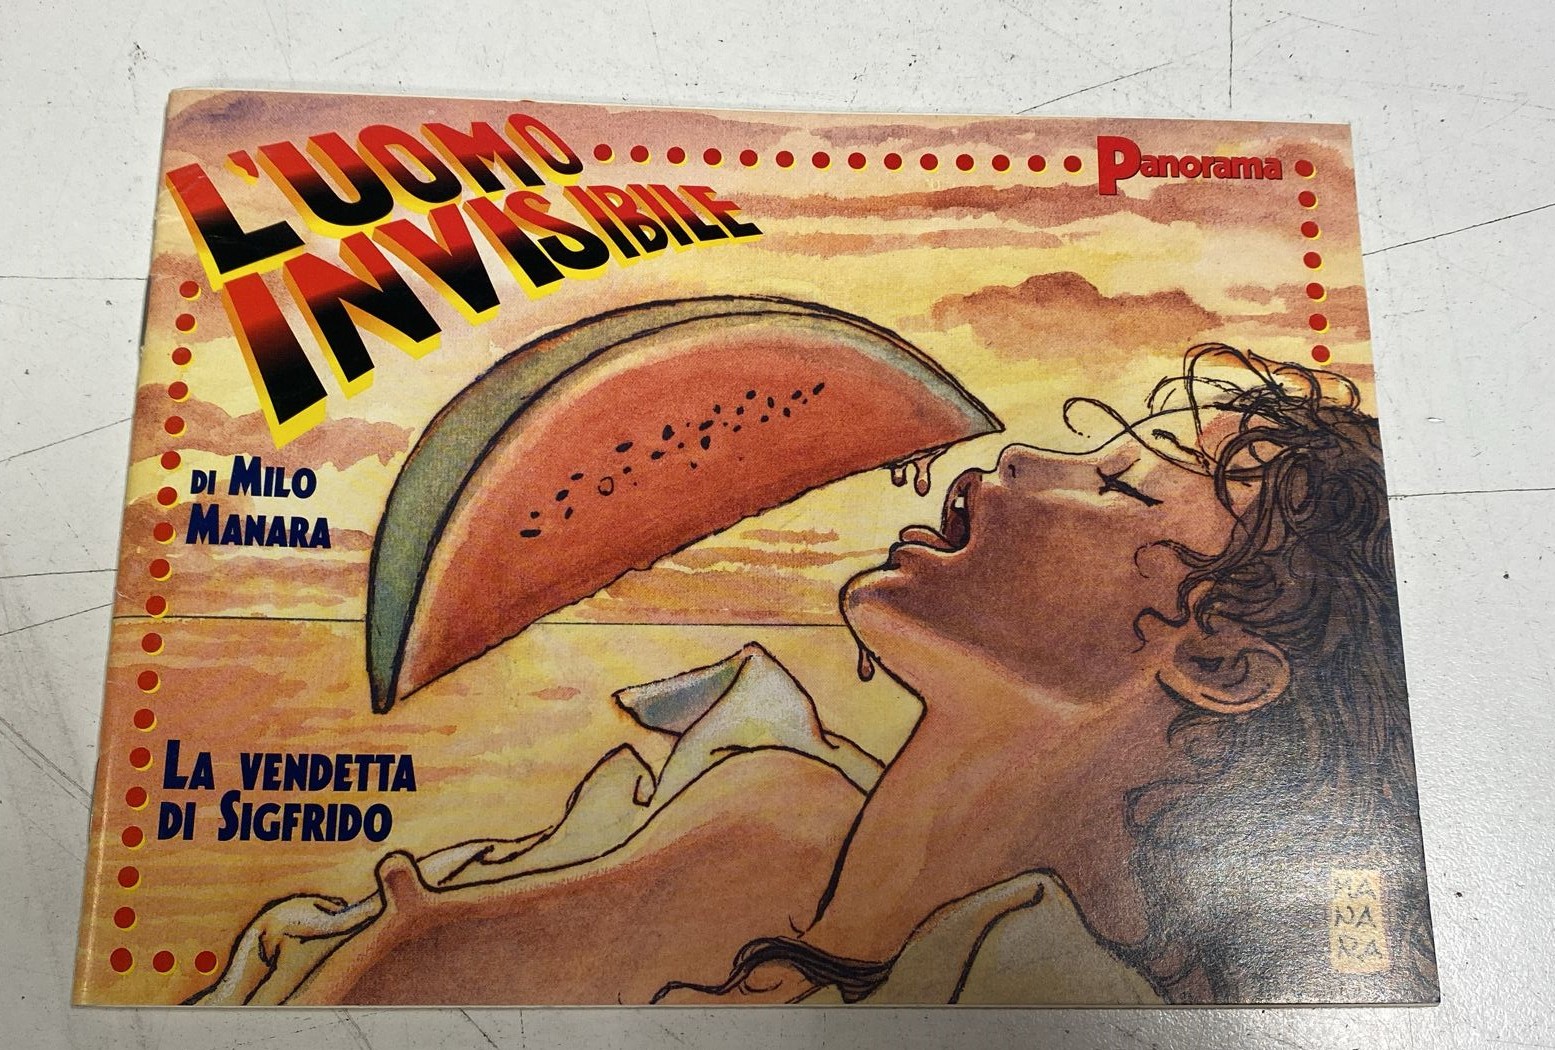 L'UOMO
INVISIBILE
Panorama
DI MILO
MANARA
LA VENDETTA
DI SIGFRIDO
MA
NA
RA